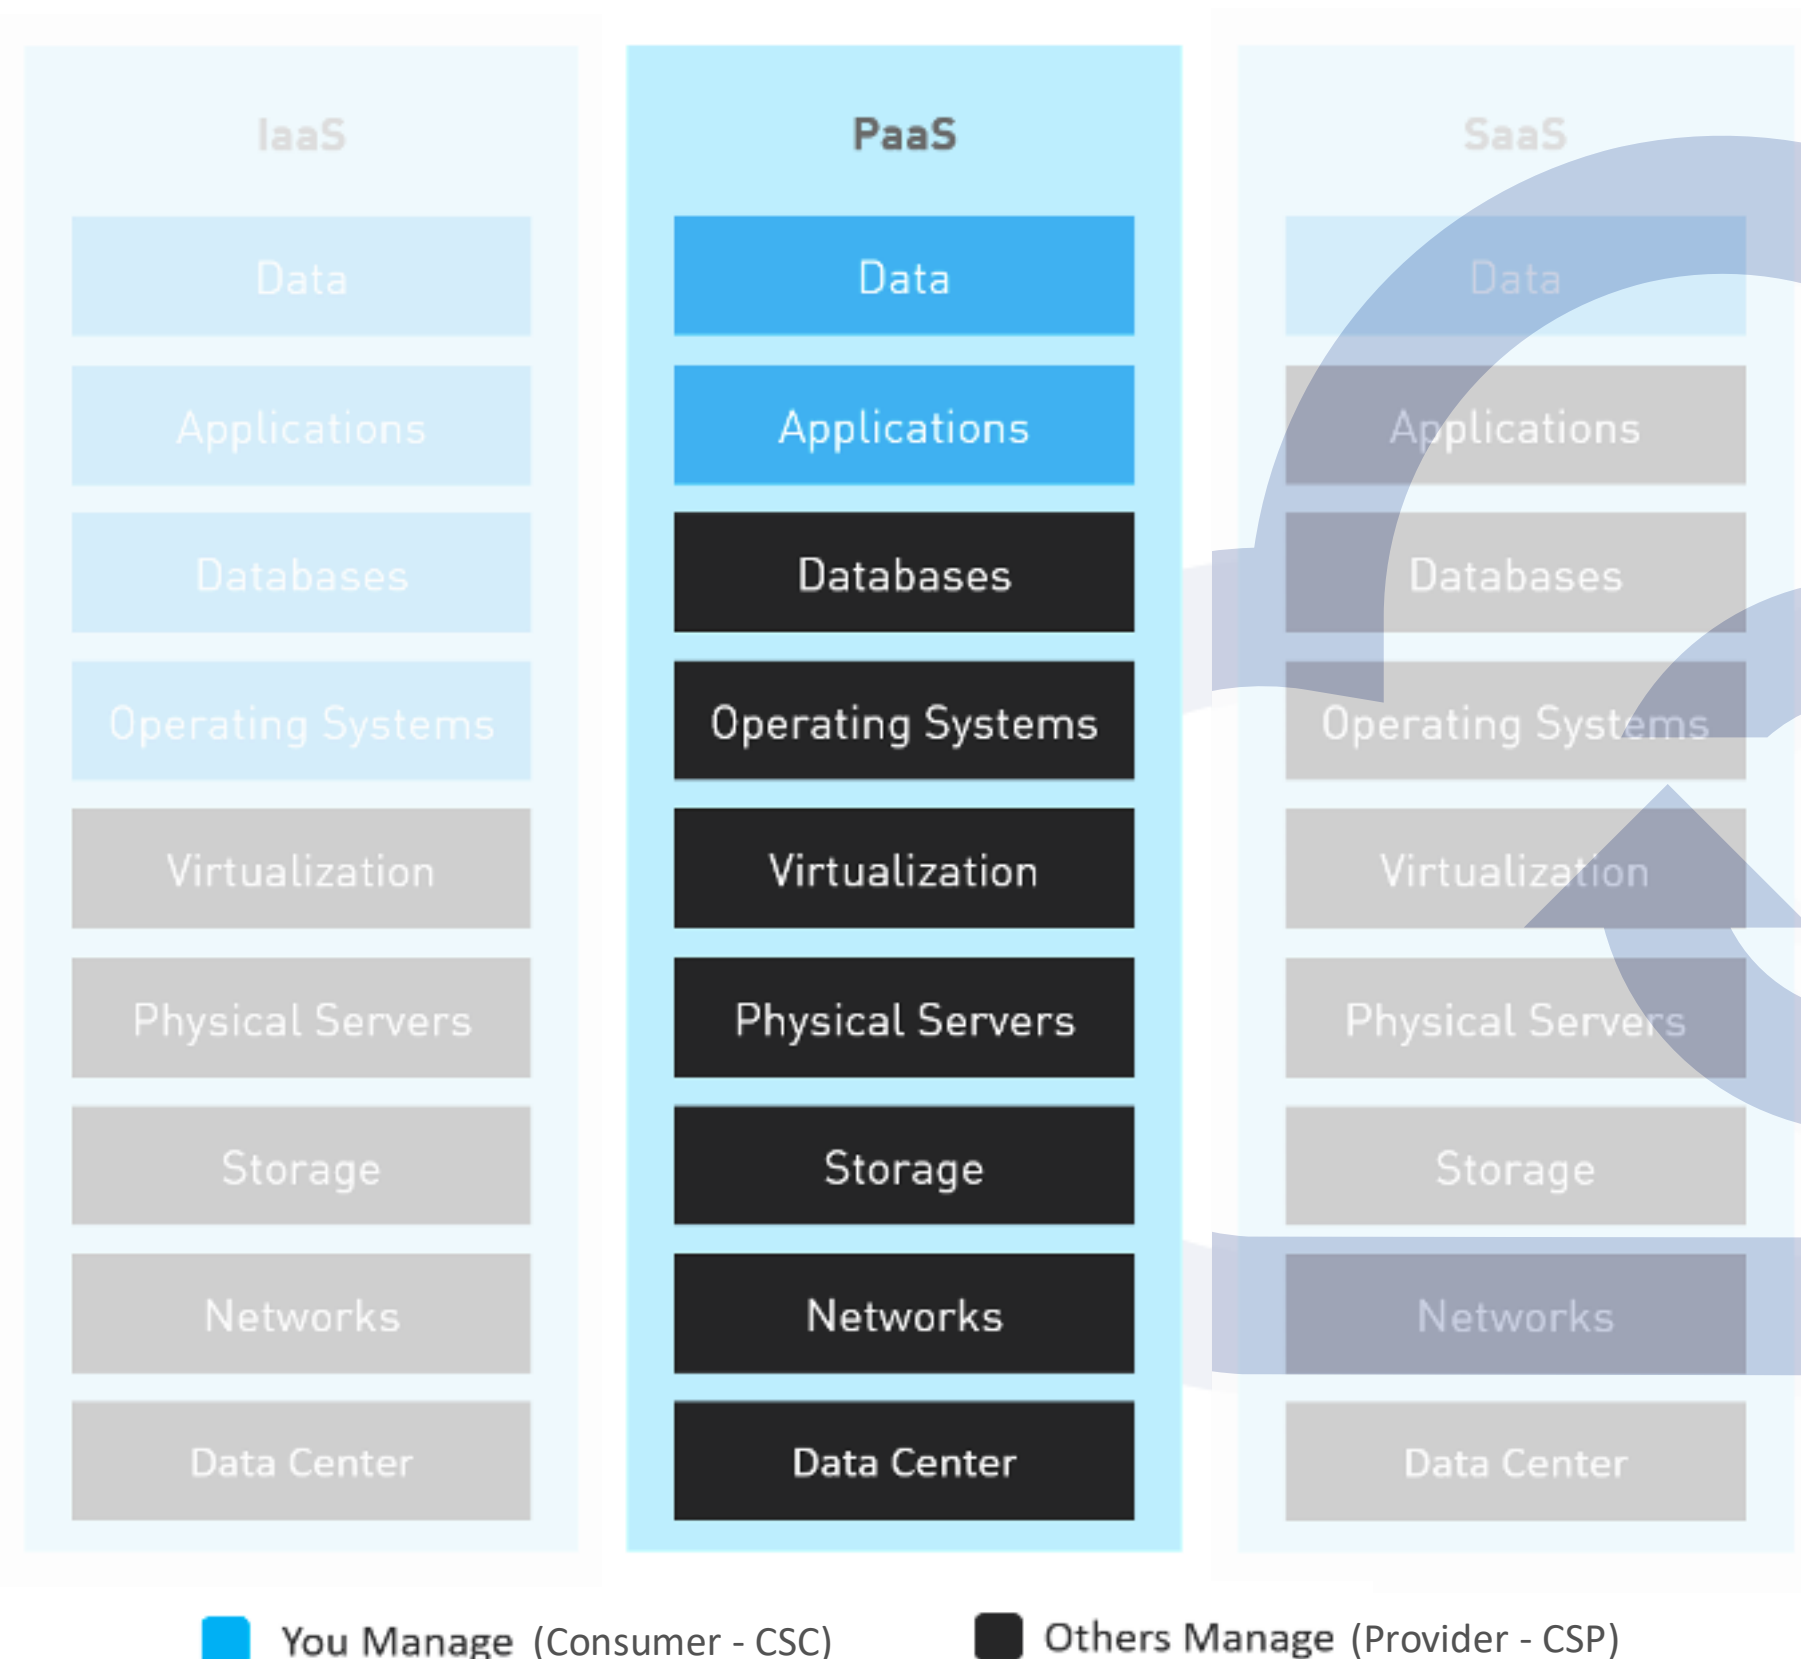 IaaS
Data
Applications
Databases
Operating Systems
Virtualization
Physical Servers
Storage
Networks
Data Center
PaaS
Data
Applications
Databases
Operating Systems
Virtualization
Physical Servers
Storage
Networks
Data Center
SaaS
Data
Applications
Databases
Operating Systems
Virtualization
Physical Servers
Storage
Networks
Data Center
You Manage (Consumer - CSC)
Others Manage (Provider - CSP)